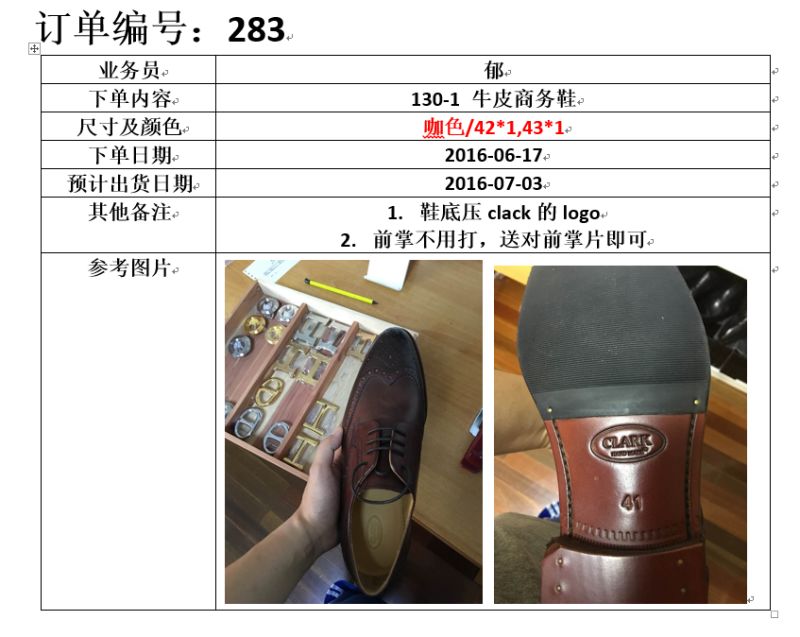 订单编号：283
业务员 郁
下单内容 130-1 牛皮商务鞋
尺寸及颜色 咖色/42*1,43*1
下单日期 2016-06-17
预计出货日期 2016-07-03
其他备注 1. 鞋底压 clack 的 logo
2. 前掌不用打，送对前掌片即可
参考图片
CLARK
41